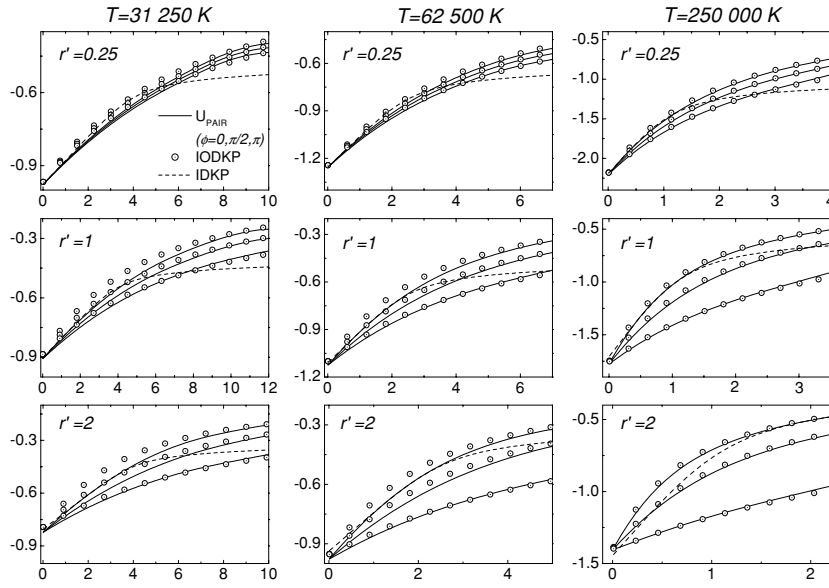 T=31 250 K
T=62 500 K
T=250 000 K
r'=0.25
-0.6
-0.9
U_PAIR
(ϕ=0,π/2,π)
IODKP
IDKP
0 2 4 6 8 10
r'=0.25
-0.6
-0.9
-1.2
0 2 4 6
r'=0.25
-0.5
-1.0
-1.5
-2.0
0 1 2 3 4
r'=1
-0.3
-0.6
-0.9
0 2 4 6 8 10 12
r'=1
-0.3
-0.6
-0.9
-1.2
0 2 4 6
r'=1
-0.5
-1.0
-1.5
0 1 2 3
r'=2
-0.3
-0.6
-0.9
0 2 4 6 8 10
r'=2
-0.3
-0.6
-0.9
0 2 4
r'=2
-0.5
-1.0
-1.5
0 1 2